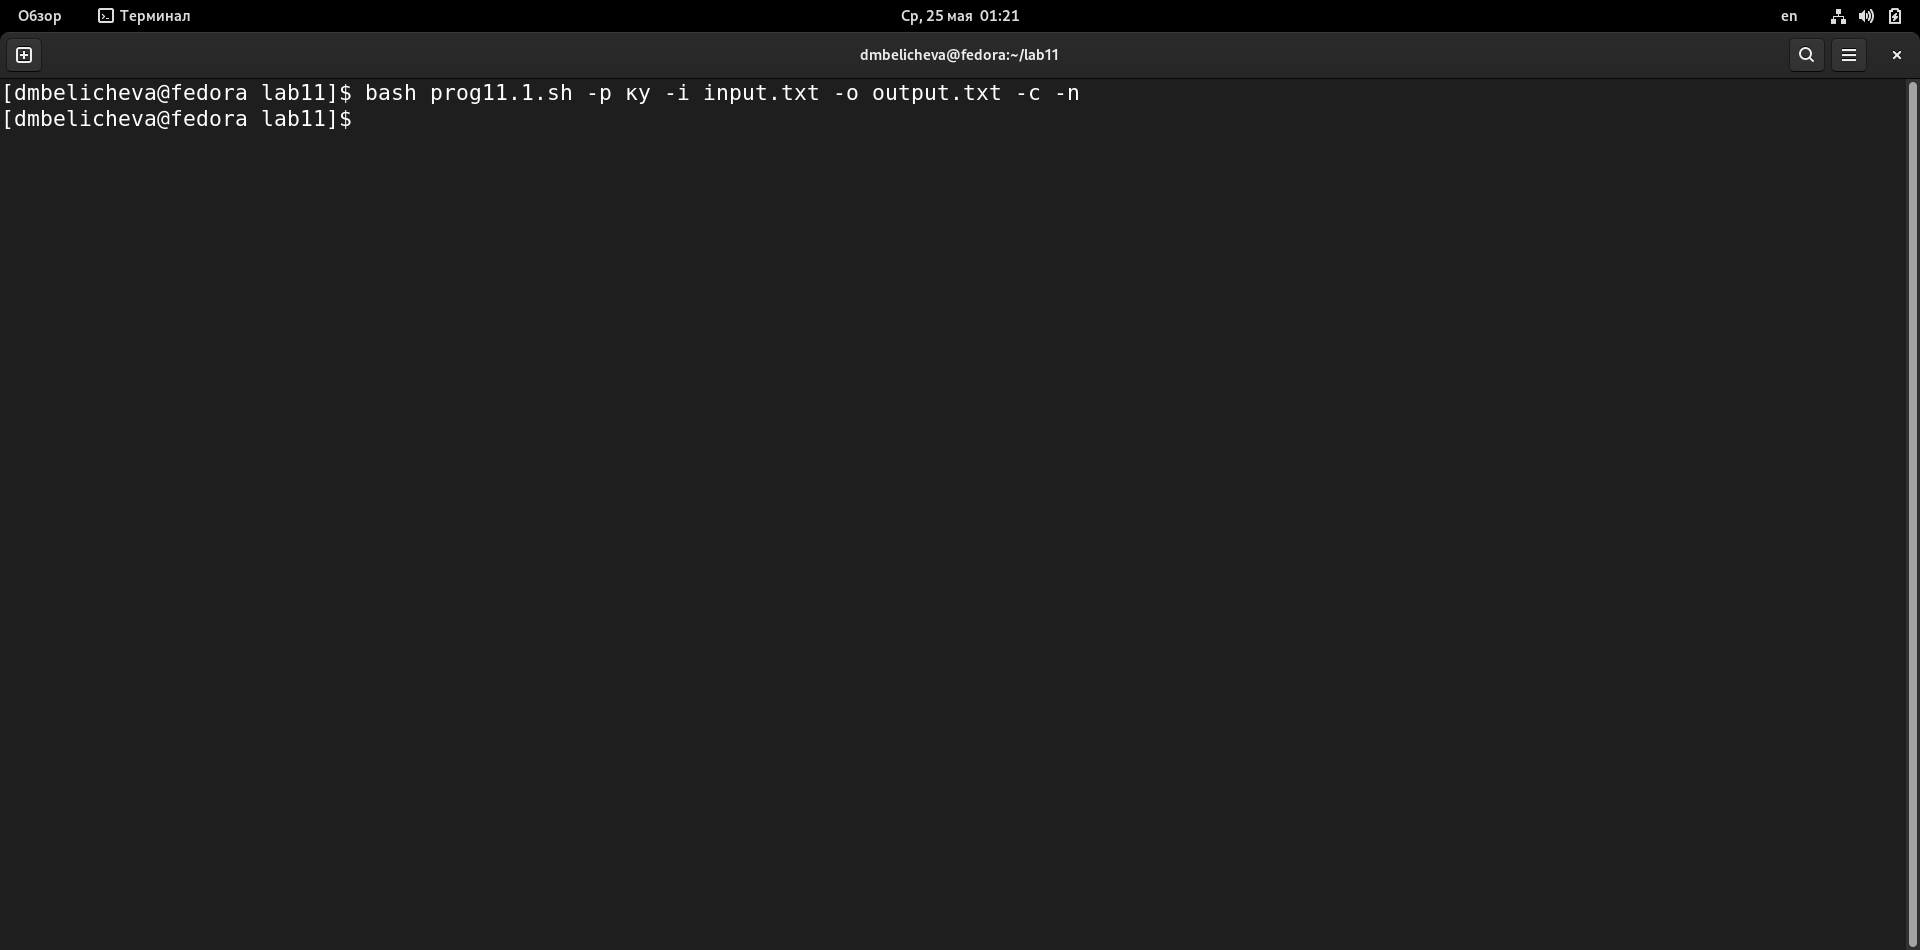 Обзор Терминал Ср, 25 мая 01:21 en
dmbelicheva@fedora:~/lab11
[dmbelicheva@fedora lab11]$ bash prog11.1.sh -p ку -i input.txt -o output.txt -c -n
[dmbelicheva@fedora lab11]$